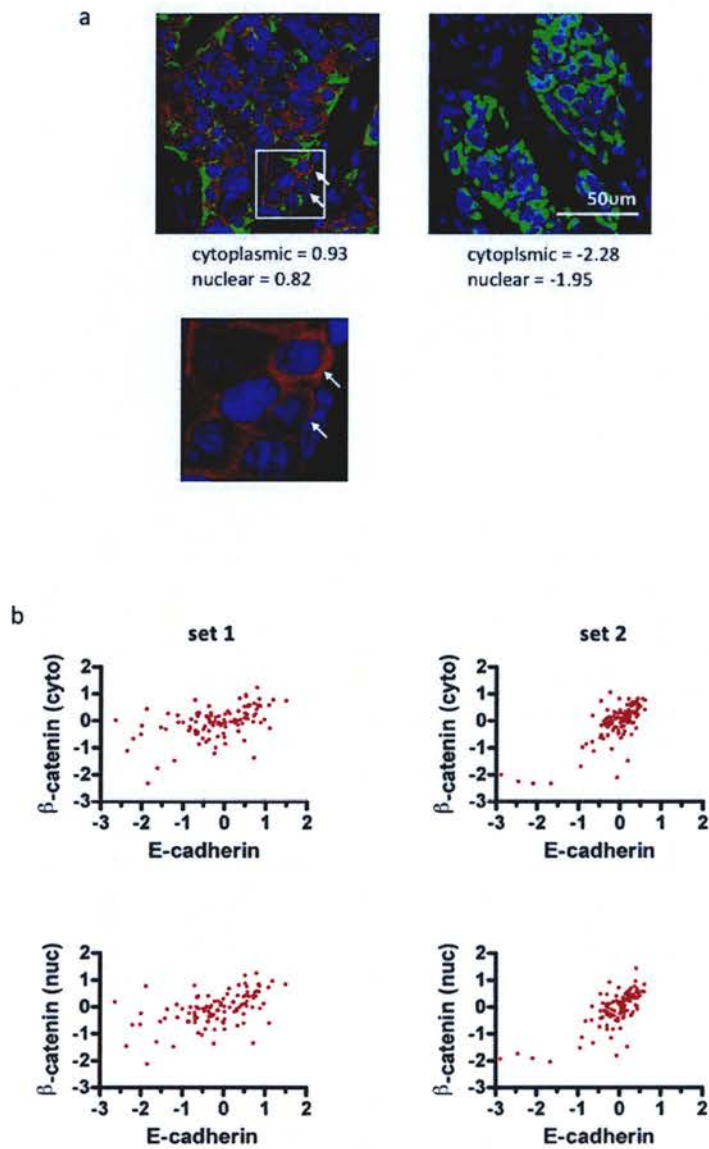 a
50um
cytoplasmic = 0.93
nuclear = 0.82
cytoplsmic = -2.28
nuclear = -1.95
b
set 1
set 2
β-catenin (cyto)
2
1
0
-1
-2
-3
-3 -2 -1 0 1 2
E-cadherin
β-catenin (cyto)
2
1
0
-1
-2
-3
-3 -2 -1 0 1 2
E-cadherin
β-catenin (nuc)
2
1
0
-1
-2
-3
-3 -2 -1 0 1 2
E-cadherin
β-catenin (nuc)
2
1
0
-1
-2
-3
-3 -2 -1 0 1 2
E-cadherin